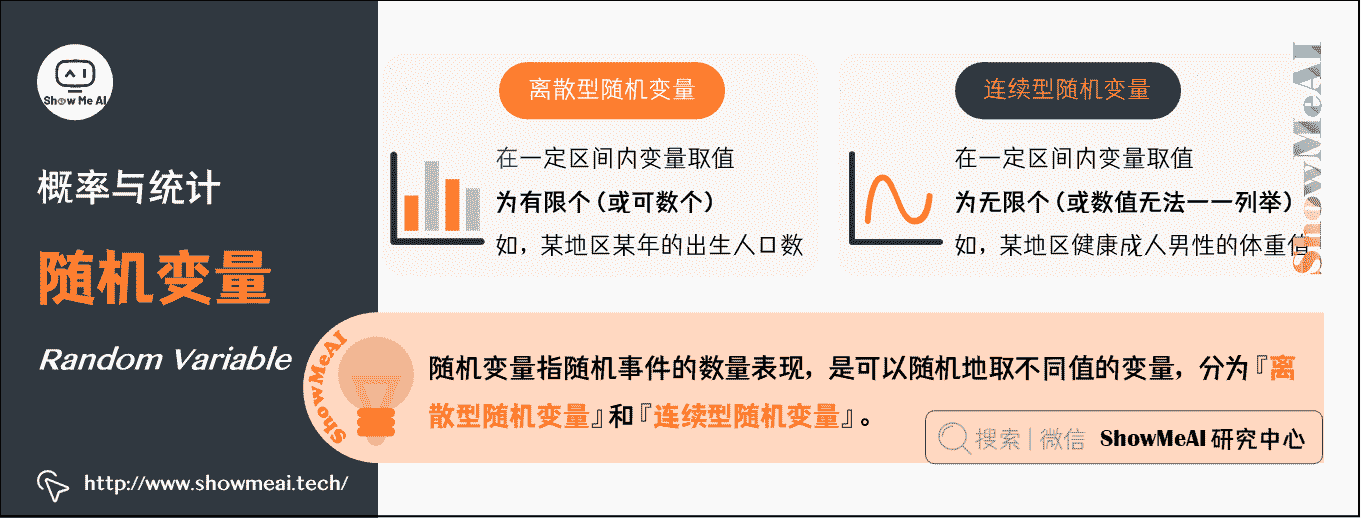 Show Me AI
概率与统计
随机变量
Random Variable
http://www.showmeai.tech/
离散型随机变量
在一定区间内变量取值
为有限个(或可数个)
如，某地区某年的出生人口数
连续型随机变量
在一定区间内变量取值
为无限个(或数值无法一一列举)
如，某地区健康成人男性的体重值
ShowMeAI
ShowMeAI
随机变量指随机事件的数量表现，是可以随机地取不同值的变量，分为『离
散型随机变量』和『连续型随机变量』。
搜索 | 微信 ShowMeAI 研究中心